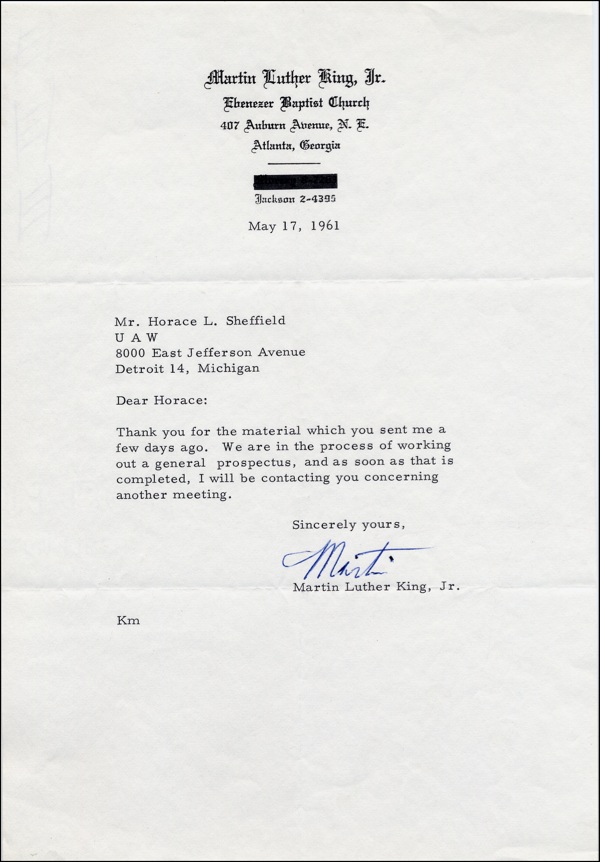 Martin Luther King, Jr.
Ebenezer Baptist Church
407 Auburn Avenue, N. E.
Atlanta, Georgia
Jackson 2-4395
May 17, 1961
Mr. Horace L. Sheffield
U A W
8000 East Jefferson Avenue
Detroit 14, Michigan
Dear Horace:
Thank you for the material which you sent me a
few days ago. We are in the process of working
out a general prospectus, and as soon as that is
completed, I will be contacting you concerning
another meeting.
Sincerely yours,
Martin
Martin Luther King, Jr.
Km